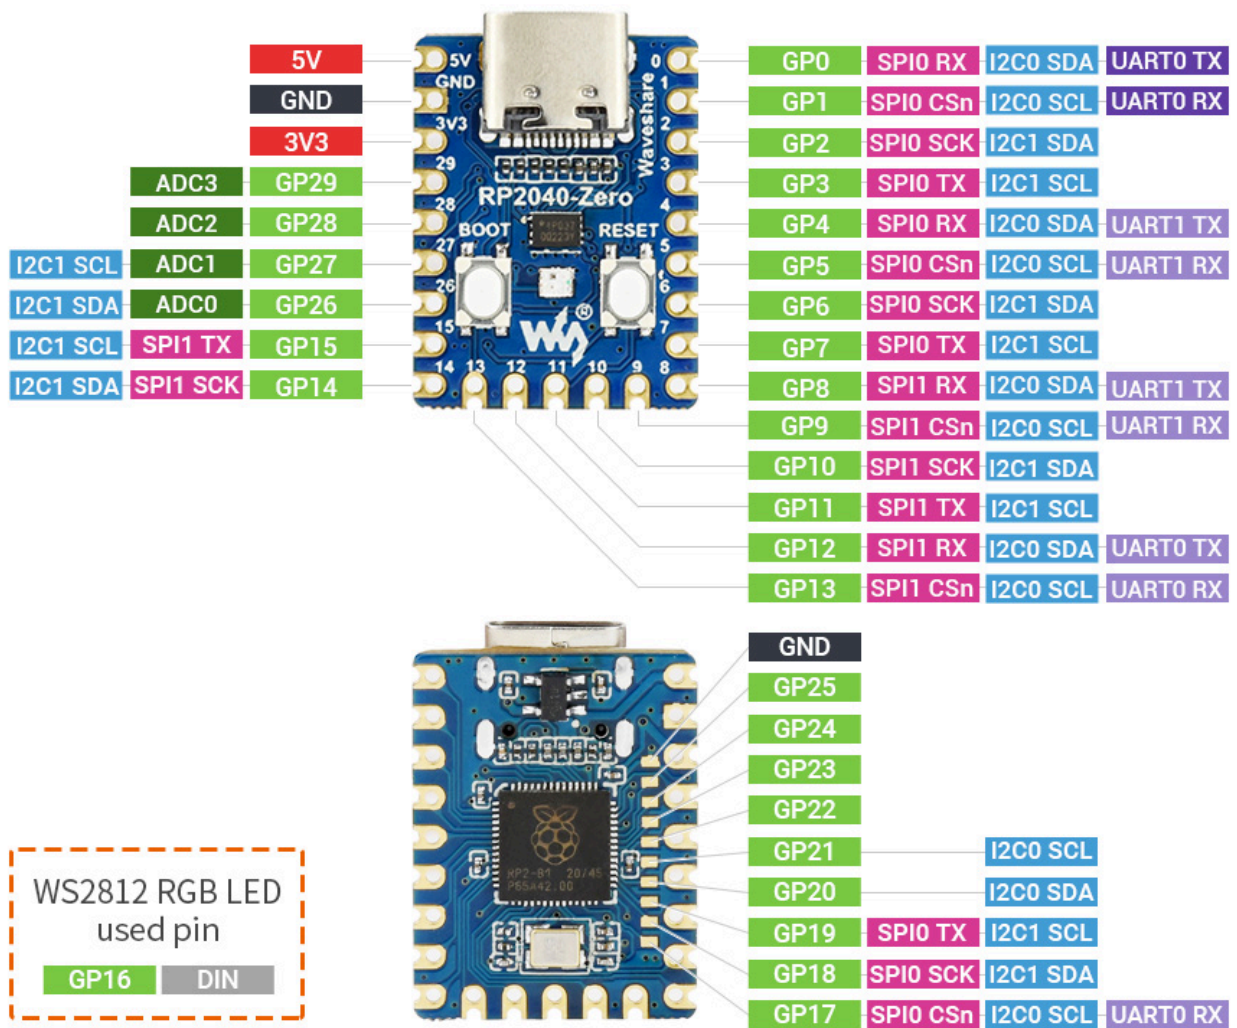 5V
GND
3V3
ADC3 GP29
ADC2 GP28
I2C1 SCL ADC1 GP27
I2C1 SDA ADC0 GP26
I2C1 SCL SPI1 TX GP15
I2C1 SDA SPI1 SCK GP14
5V
GND
3V3
29
28
27
26
15
14
13
12
11
10
9
8
0
1
2
3
4
5
6
7
Waveshare
RP2040-Zero
BOOT
RESET
GP0 SPI0 RX I2C0 SDA UART0 TX
GP1 SPI0 CSn I2C0 SCL UART0 RX
GP2 SPI0 SCK I2C1 SDA
GP3 SPI0 TX I2C1 SCL
GP4 SPI0 RX I2C0 SDA UART1 TX
GP5 SPI0 CSn I2C0 SCL UART1 RX
GP6 SPI0 SCK I2C1 SDA
GP7 SPI0 TX I2C1 SCL
GP8 SPI1 RX I2C0 SDA UART1 TX
GP9 SPI1 CSn I2C0 SCL UART1 RX
GP10 SPI1 SCK I2C1 SDA
GP11 SPI1 TX I2C1 SCL
GP12 SPI1 RX I2C0 SDA UART0 TX
GP13 SPI1 CSn I2C0 SCL UART0 RX
GND
GP25
GP24
GP23
GP22
GP21 I2C0 SCL
GP20 I2C0 SDA
GP19 SPI0 TX I2C1 SCL
GP18 SPI0 SCK I2C1 SDA
GP17 SPI0 CSn I2C0 SCL UART0 RX
RP2-B1 20/45
P65A42.00
WS2812 RGB LED
used pin
GP16 DIN